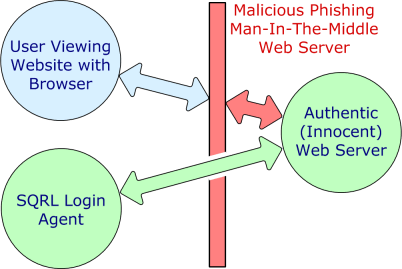 Malicious Phishing
Man-In-The-Middle
Web Server
User Viewing
Website with
Browser
Authentic
(Innocent)
Web Server
SQRL Login
Agent